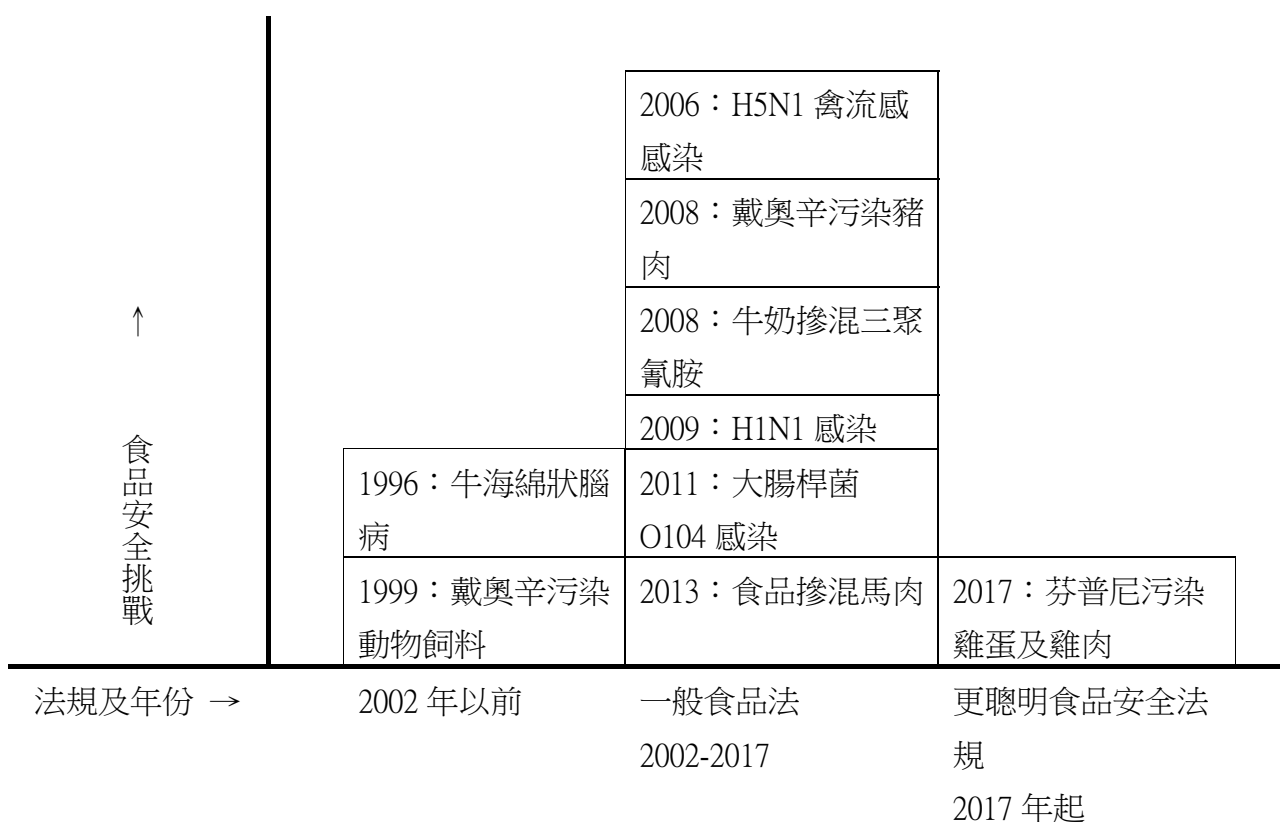 2006：H5N1 禽流感
感染
2008：戴奧辛污染豬
肉
2008：牛奶摻混三聚
氰胺
2009：H1N1 感染
↑
食品安全挑戰
1996：牛海綿狀腦
病
2011：大腸桿菌
O104 感染
1999：戴奧辛污染
動物飼料
2013：食品摻混馬肉
2017：芬普尼污染
雞蛋及雞肉
法規及年份 →
2002 年以前
一般食品法
2002-2017
更聰明食品安全法
規
2017 年起